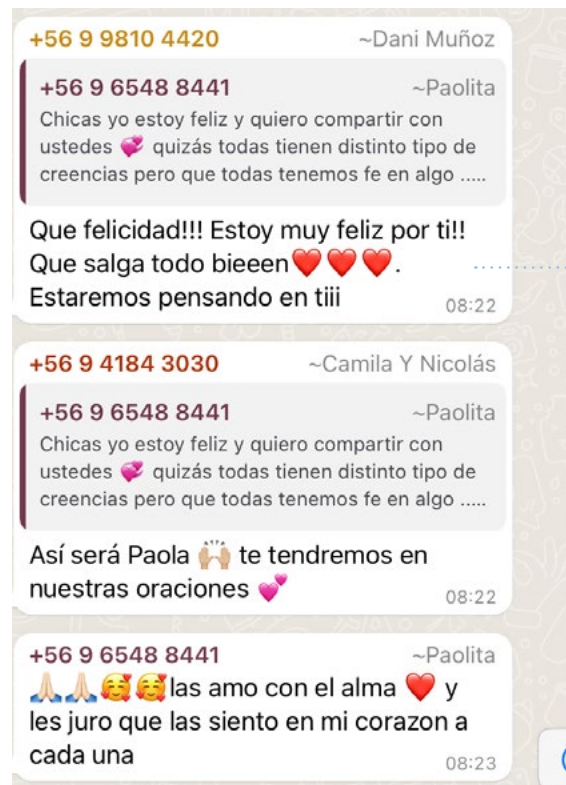 +56 9 9810 4420 ~Dani Muñoz
+56 9 6548 8441 ~Paolita
Chicas yo estoy feliz y quiero compartir con
ustedes 💞 quizás todas tienen distinto tipo de
creencias pero que todas tenemos fe en algo .....
Que felicidad!!! Estoy muy feliz por ti!!
Que salga todo bieeen❤️❤️❤️.
Estaremos pensando en tiii 08:22
+56 9 4184 3030 ~Camila Y Nicolás
+56 9 6548 8441 ~Paolita
Chicas yo estoy feliz y quiero compartir con
ustedes 💞 quizás todas tienen distinto tipo de
creencias pero que todas tenemos fe en algo .....
Así será Paola 🙌🏼 te tendremos en
nuestras oraciones 💕 08:22
+56 9 6548 8441 ~Paolita
🙏🏻🙏🏻🥰🥰las amo con el alma ❤️ y
les juro que las siento en mi corazon a
cada una 08:23